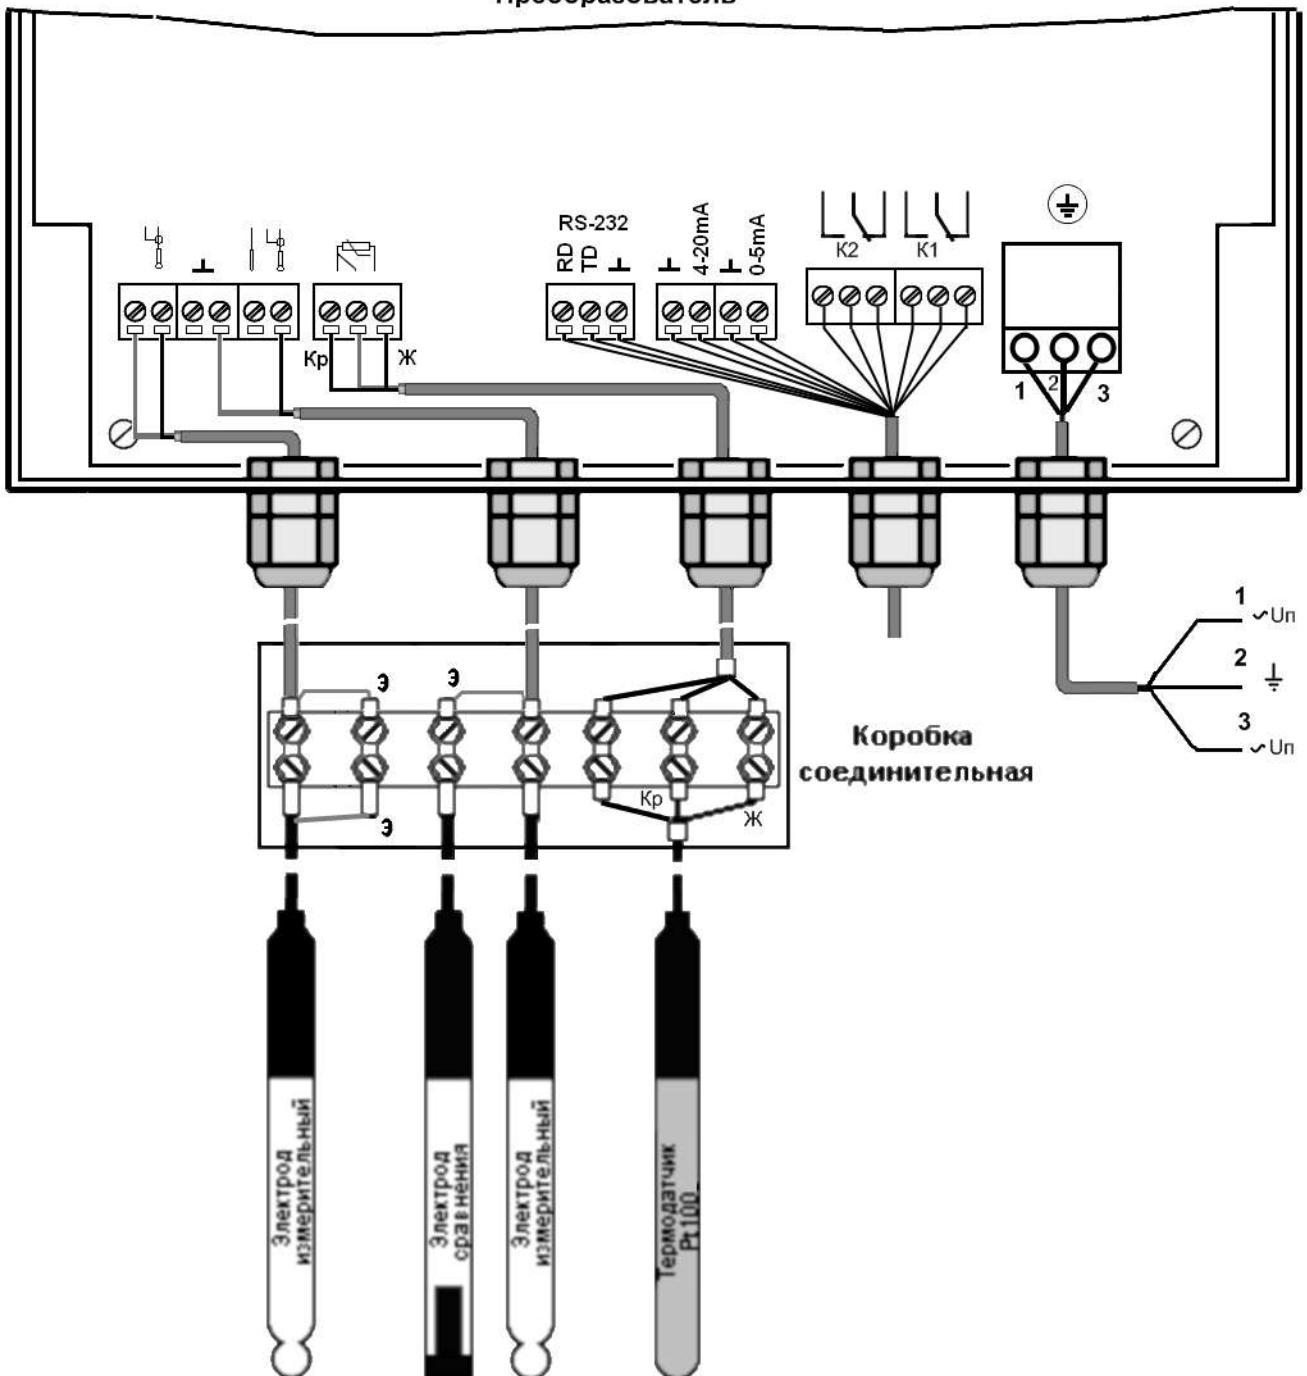 Преобразователь
RS-232
RD
TD
4-20mA
0-5mA
К2
К1
Кр
Ж
1
2
3
1
~Uп
2
3
~Uп
Э
Э
Э
Кр
Ж
Коробка
соединительная
Электрод
измерительный
Электрод
сравнения
Электрод
измерительный
Термодатчик
Pt100